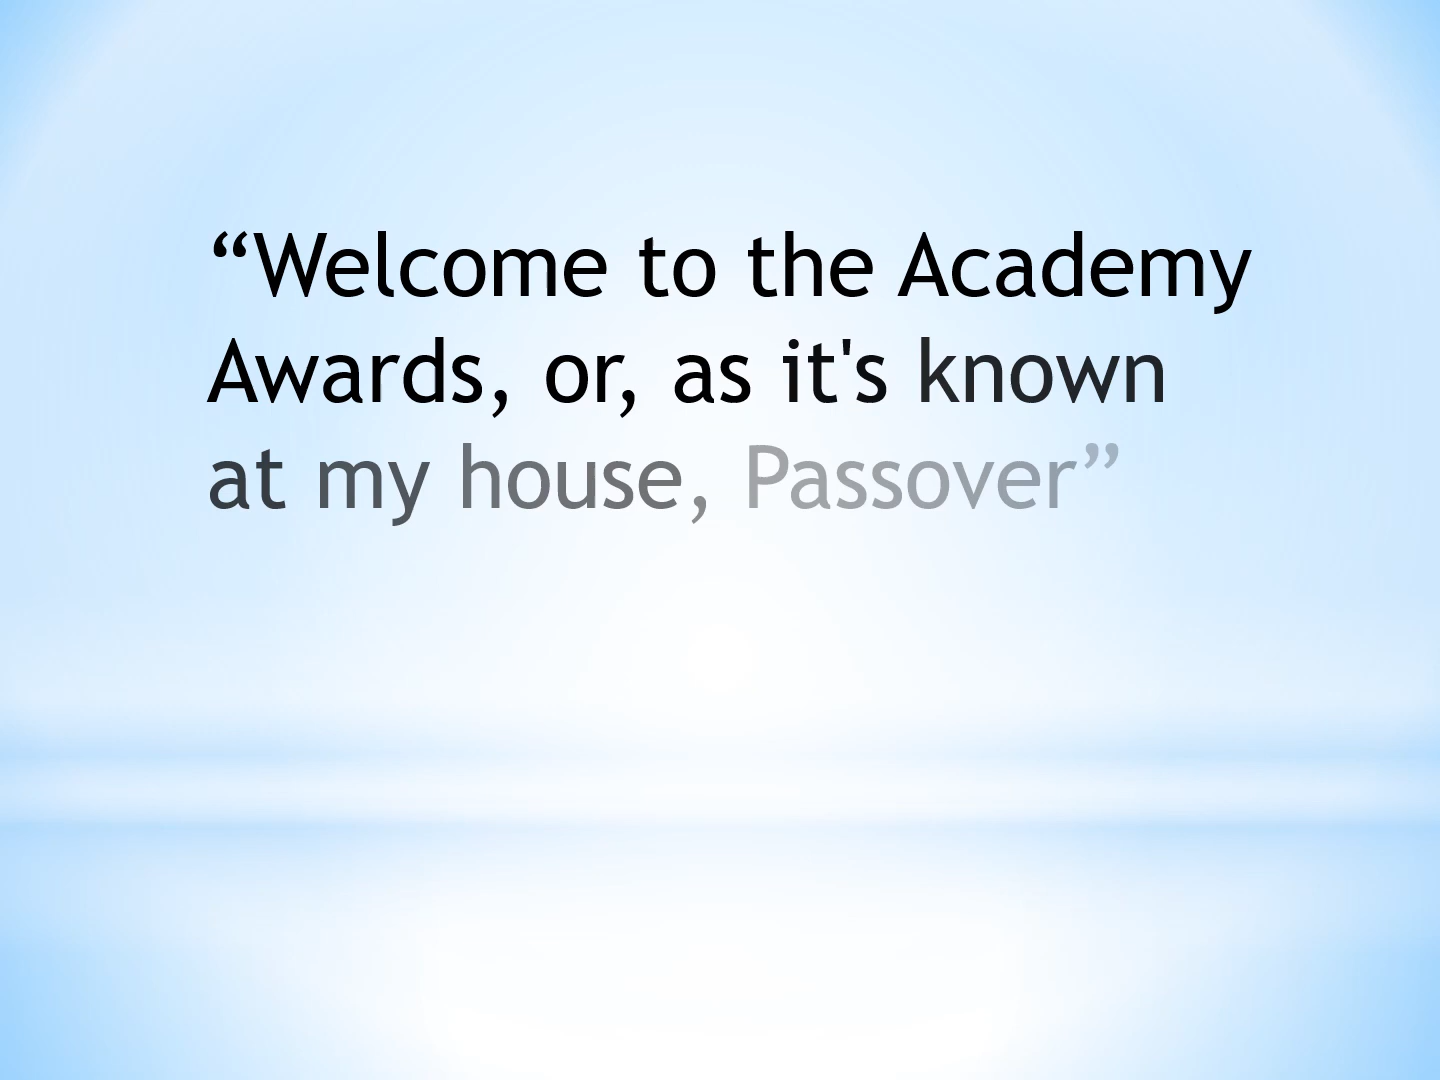 “Welcome to the Academy
Awards, or, as it's known
at my house, Passover”